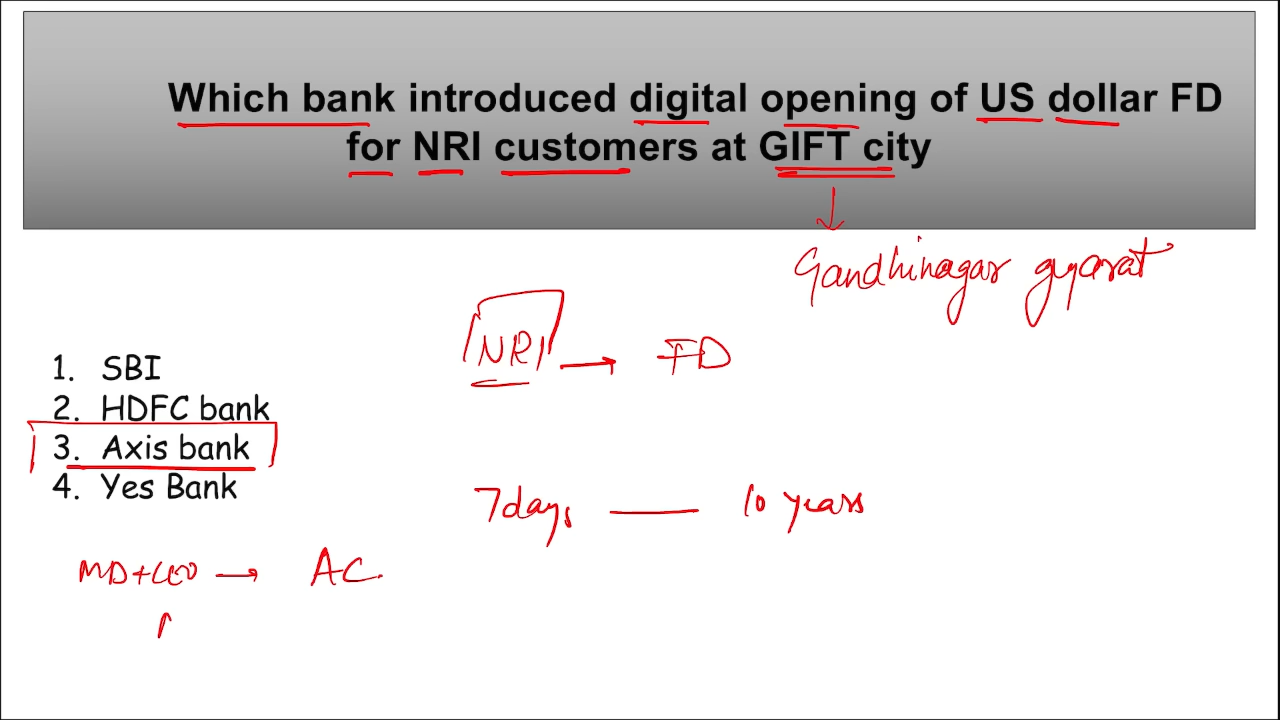 Which bank introduced digital opening of US dollar FD
for NRI customers at GIFT city
Gandhinagar gujarat
NRI → FD
1. SBI
2. HDFC bank
3. Axis bank
4. Yes Bank
7days — 10 years
MD+CEO → AC